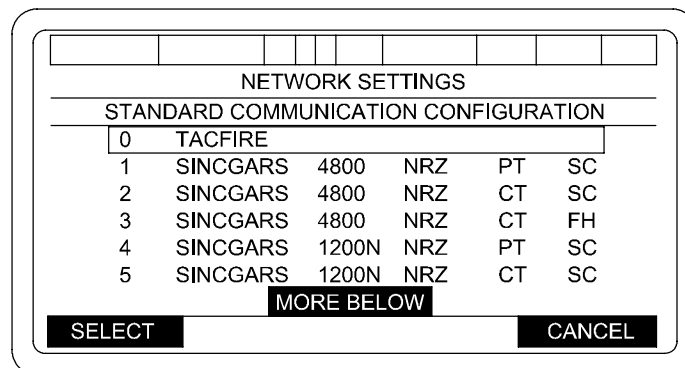 NETWORK SETTINGS
STANDARD COMMUNICATION CONFIGURATION
0 TACFIRE
1 SINCGARS 4800 NRZ PT SC
2 SINCGARS 4800 NRZ CT SC
3 SINCGARS 4800 NRZ CT FH
4 SINCGARS 1200N NRZ PT SC
5 SINCGARS 1200N NRZ CT SC
MORE BELOW
SELECT CANCEL